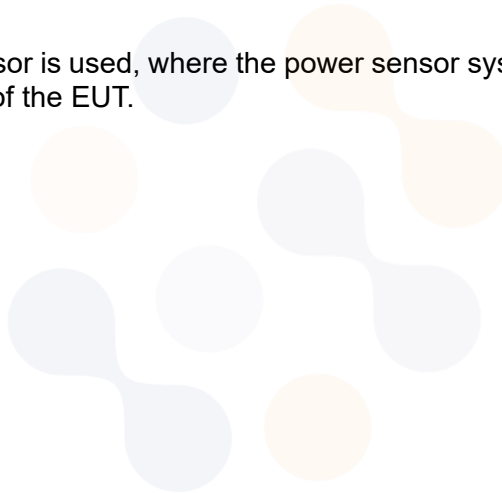 sor is used, where the power sensor sys
of the EUT.